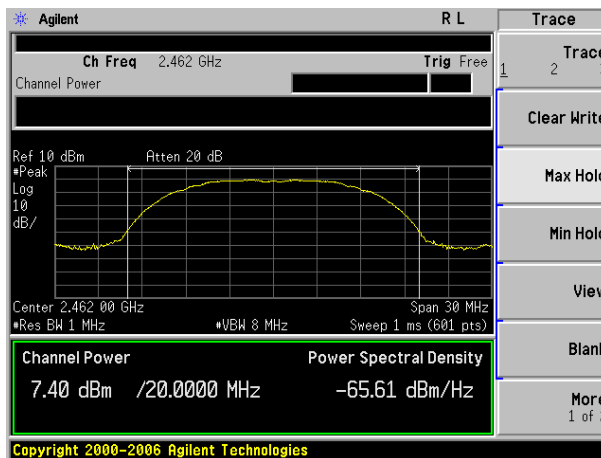 Agilent R L Trace
Ch Freq 2.462 GHz Trig Free
Channel Power
Trace
1 2
Clear Write
Max Hold
Min Hold
View
Blank
More
1 of
Ref 10 dBm Atten 20 dB
#Peak
Log
10
dB/
Center 2.462 00 GHz Span 30 MHz
#Res BW 1 MHz #VBW 8 MHz Sweep 1 ms (601 pts)
Channel Power Power Spectral Density
7.40 dBm /20.0000 MHz -65.61 dBm/Hz
Copyright 2000-2006 Agilent Technologies